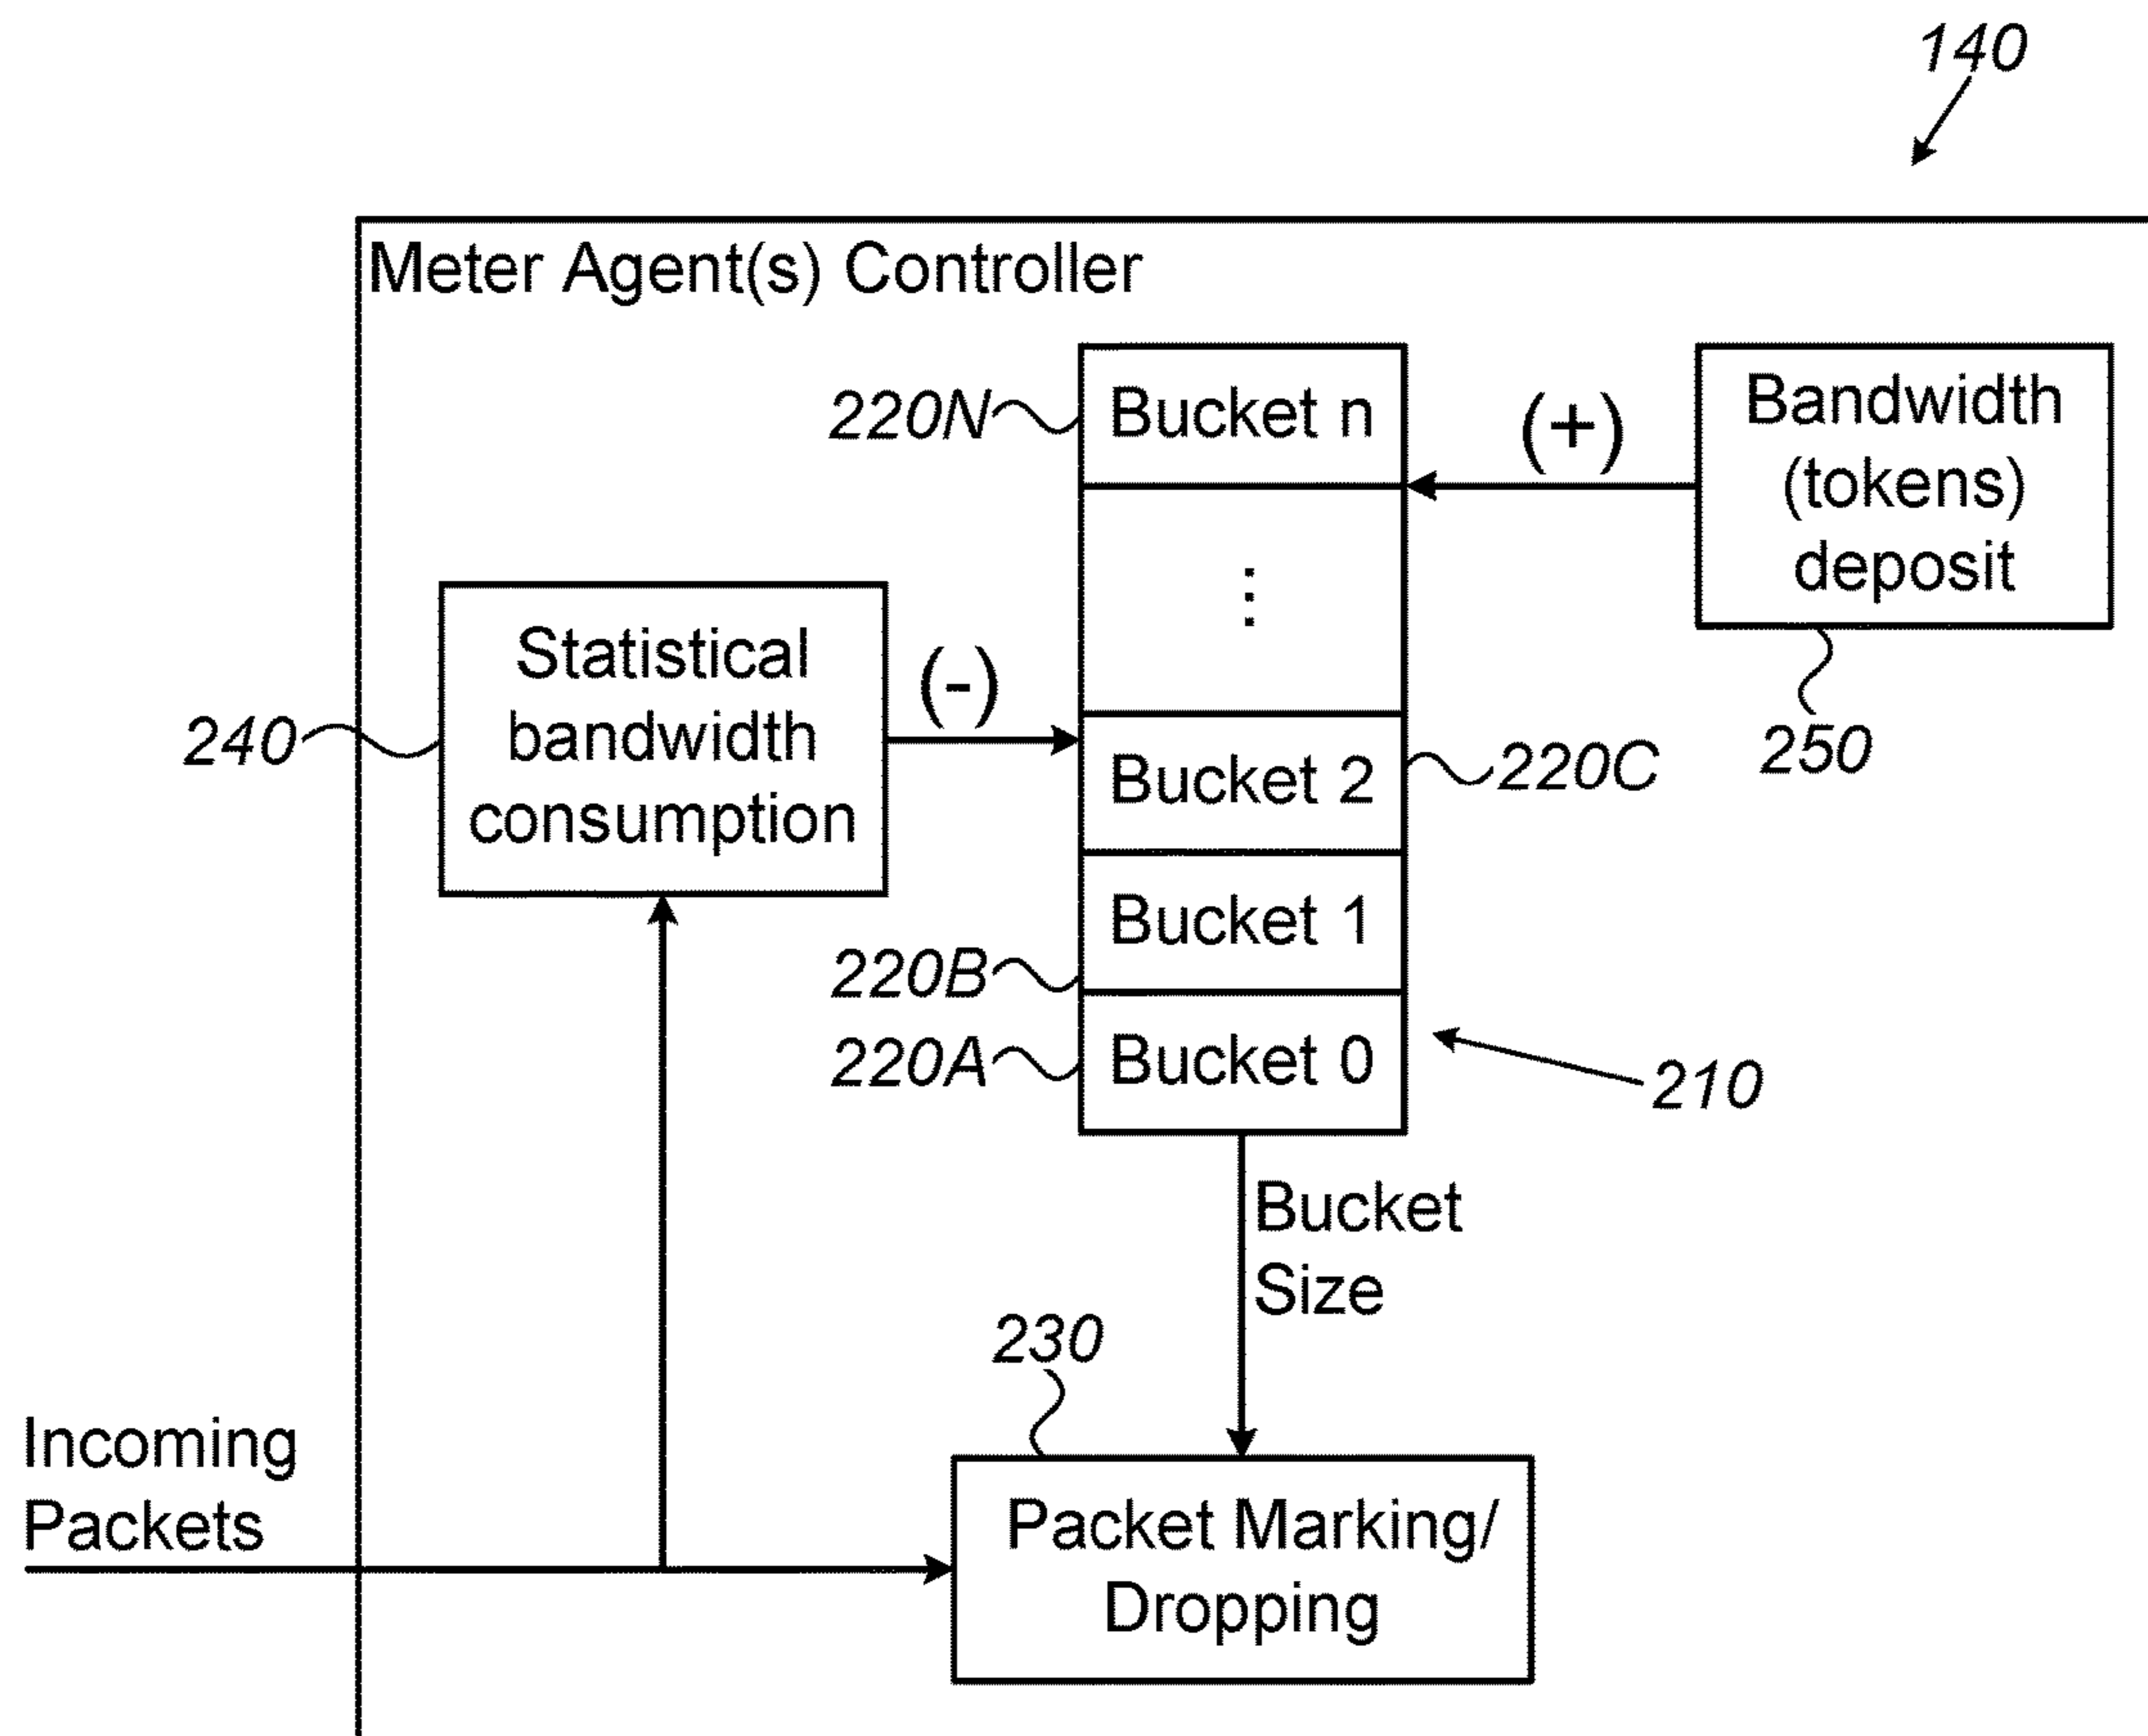 140
Meter Agent(s) Controller
220N
Bucket n
(+)
Bandwidth
(tokens)
deposit
250
⋮
Statistical
bandwidth
consumption
240
(-)
Bucket 2
220C
Bucket 1
220B
Bucket 0
220A
210
Bucket
Size
230
Incoming
Packets
Packet Marking/
Dropping